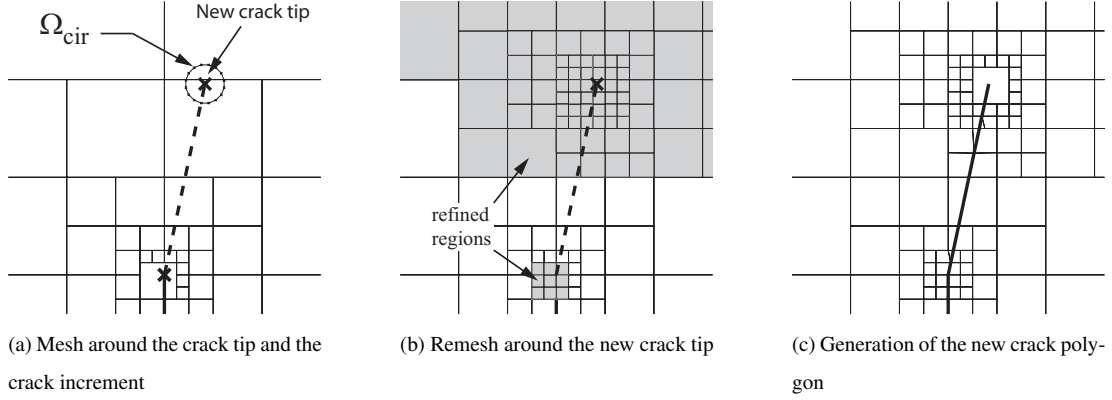 New crack tip
Ωcir
refined
regions
(a) Mesh around the crack tip and the
crack increment
(b) Remesh around the new crack tip
(c) Generation of the new crack poly-
gon